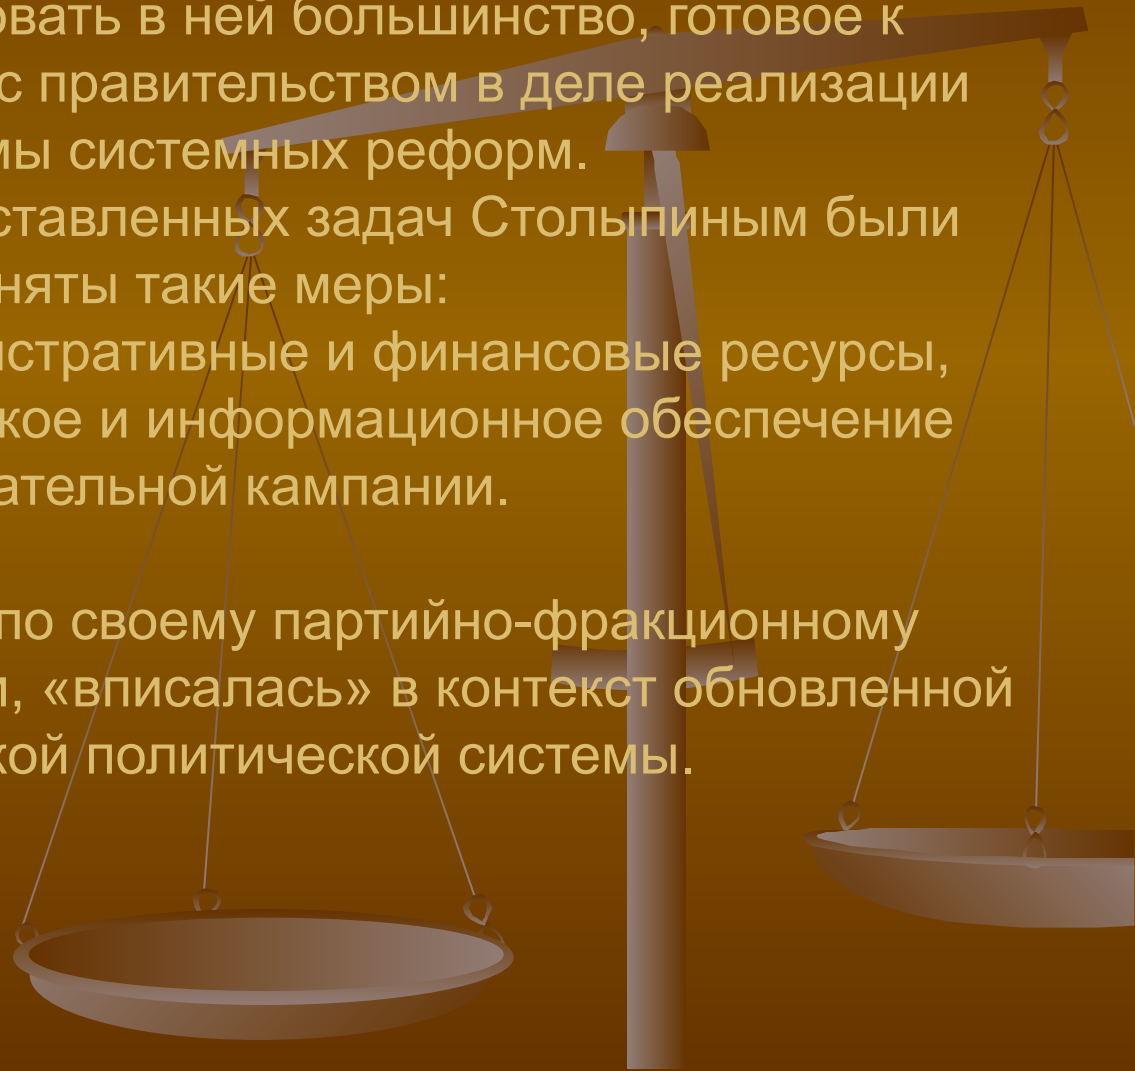 овать в ней большинство, готовое к
с правительством в деле реализации
мы системных реформ.
ставленных задач Столыпиным были
няты такие меры:
истративные и финансовые ресурсы,
кое и информационное обеспечение
ательной кампании.
по своему партийно-фракционному
и, «вписалась» в контекст обновленной
кой политической системы.